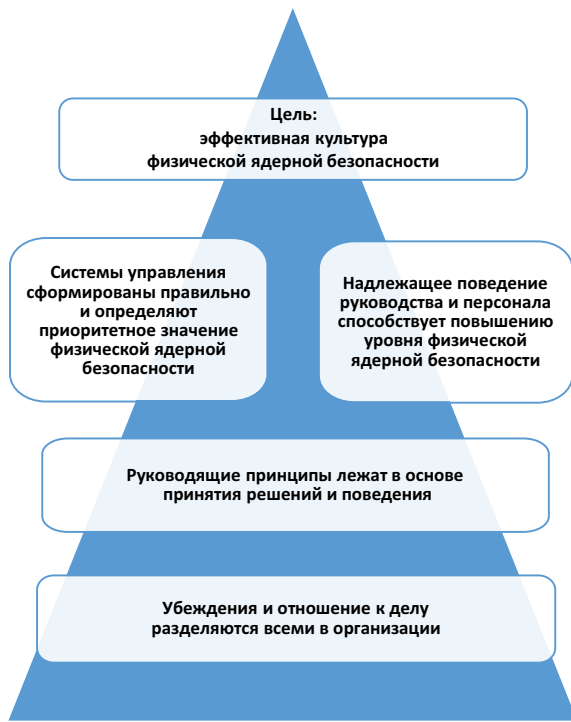 Цель:
эффективная культура
физической ядерной безопасности
Системы управления
сформированы правильно
и определяют
приоритетное значение
физической ядерной
безопасности
Надлежащее поведение
руководства и персонала
способствует повышению
уровня физической
ядерной безопасности
Руководящие принципы лежат в основе
принятия решений и поведения
Убеждения и отношение к делу
разделяются всеми в организации